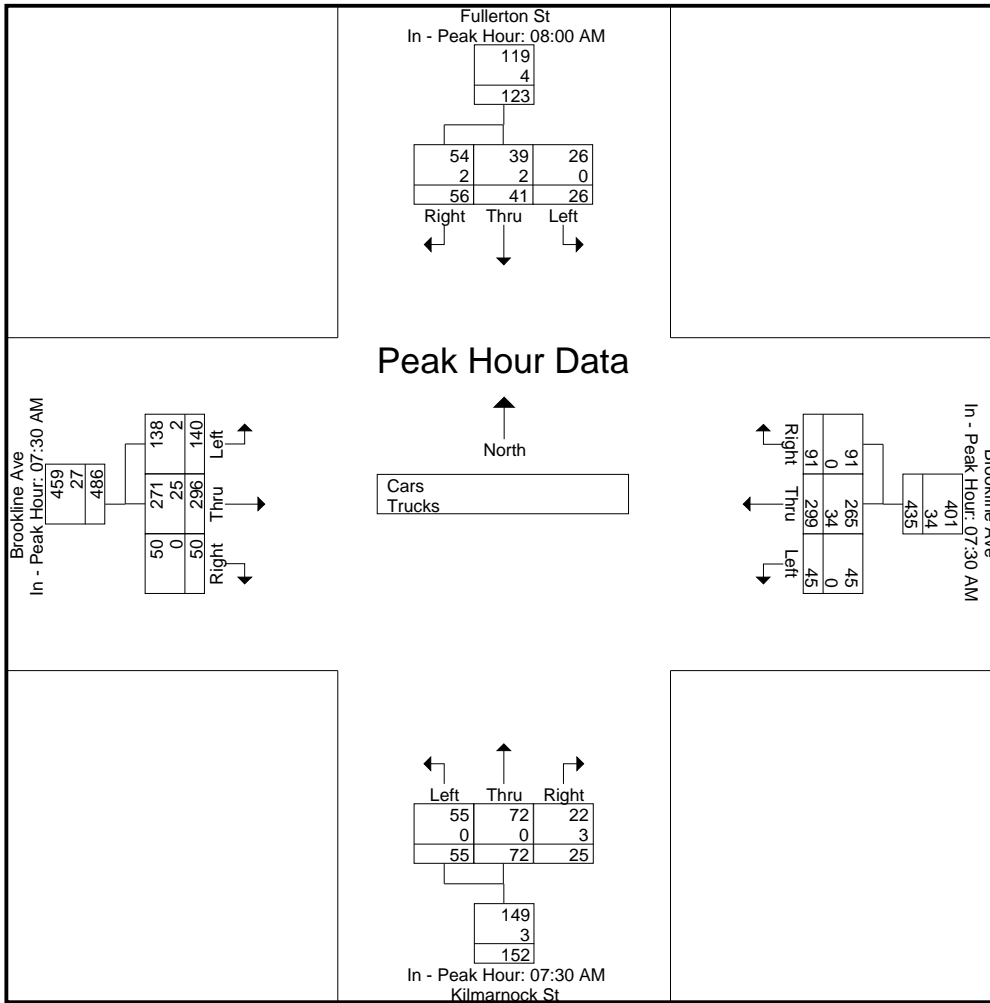 Fullerton St
In - Peak Hour: 08:00 AM
119
4
123
54 39 26
2 2 0
56 41 26
Right Thru Left
Peak Hour Data
North
Cars
Trucks
Brookline Ave
In - Peak Hour: 07:30 AM
459
27
486
138 2 140 Left
271 25 296 Thru
50 0 50 Right
Brookline Ave
In - Peak Hour: 07:30 AM
401
34
435
Right 91 0 91
Thru 299 34 265
Left 45 0 45
Left Thru Right
55 72 22
0 0 3
55 72 25
149
3
152
In - Peak Hour: 07:30 AM
Kilmarnock St